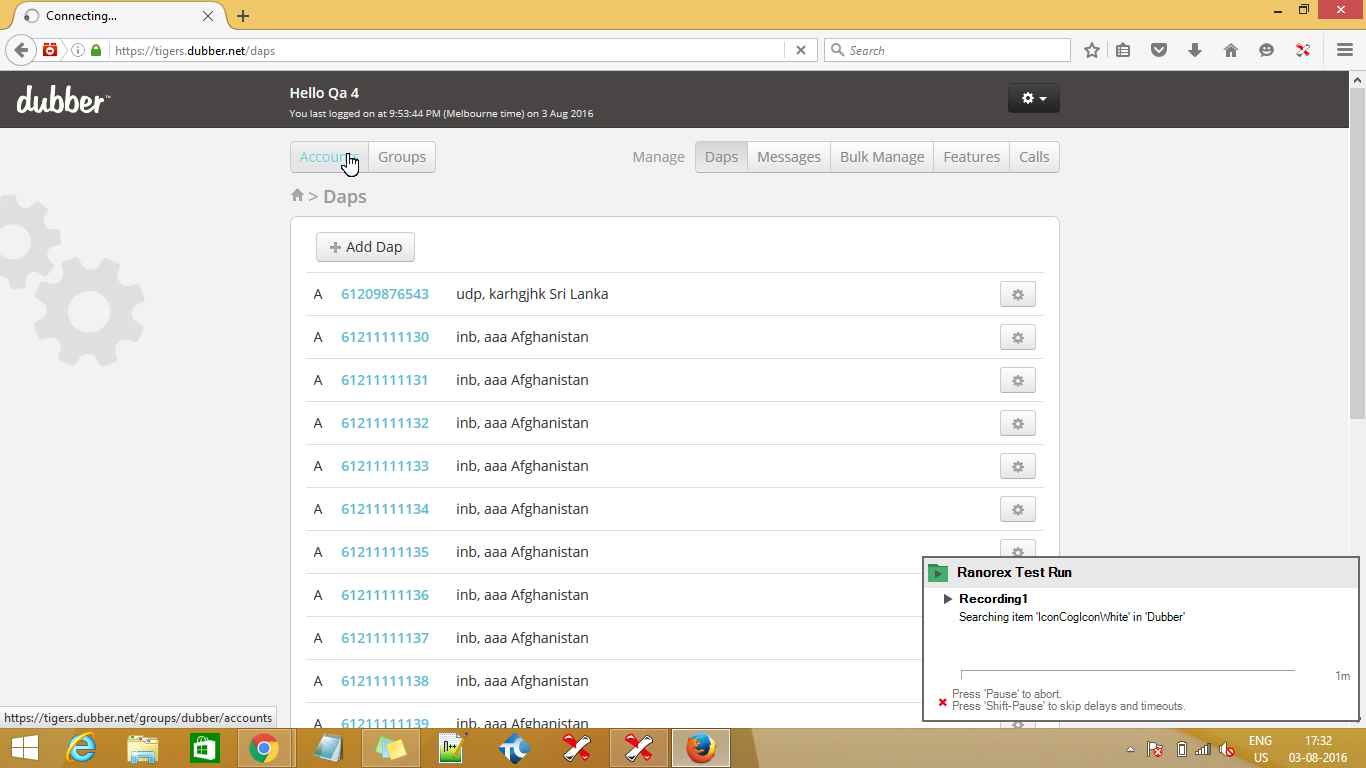 Connecting...
https://tigers.dubber.net/daps
Search
dubber™
Hello Qa 4
You last logged on at 9:53:44 PM (Melbourne time) on 3 Aug 2016
Accounts Groups Manage Daps Messages Bulk Manage Features Calls
> Daps
+ Add Dap
A 61209876543 udp, karhgjhk Sri Lanka
A 61211111130 inb, aaa Afghanistan
A 61211111131 inb, aaa Afghanistan
A 61211111132 inb, aaa Afghanistan
A 61211111133 inb, aaa Afghanistan
A 61211111134 inb, aaa Afghanistan
A 61211111135 inb, aaa Afghanistan
A 61211111136 inb, aaa Afghanistan
A 61211111137 inb, aaa Afghanistan
A 61211111138 inb, aaa Afghanistan
A 61211111139 inb, aaa Afghanistan
Ranorex Test Run
Recording1
Searching item 'IconCogIconWhite' in 'Dubber'
1m
Press 'Pause' to abort.
Press 'Shift-Pause' to skip delays and timeouts.
https://tigers.dubber.net/groups/dubber/accounts
ENG 17:32
US 03-08-2016